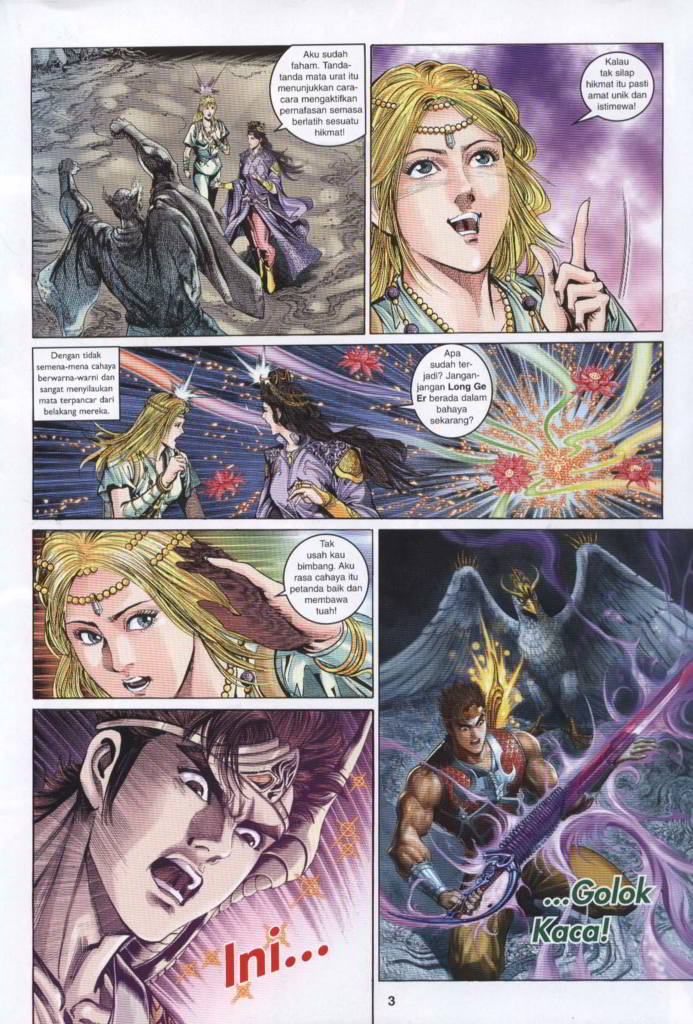 Aku sudah
faham. Tanda-
tanda mata urat itu
menunjukkan cara-
cara mengaktifkan
pernafasan semasa
berlatih sesuatu
hikmat!
Kalau
tak silap
hikmat itu pasti
amat unik dan
istimewa!
Dengan tidak
semena-mena cahaya
berwarna-warni dan
sangat menyilaukan
mata terpancar dari
belakang mereka.
Apa
sudah ter-
jadi? Jangan-
jangan Long Ge
Er berada dalam
bahaya
sekarang?
Tak
usah kau
bimbang. Aku
rasa cahaya itu
petanda baik dan
membawa
tuah!
Ini...
...Golok
Kaca!
3